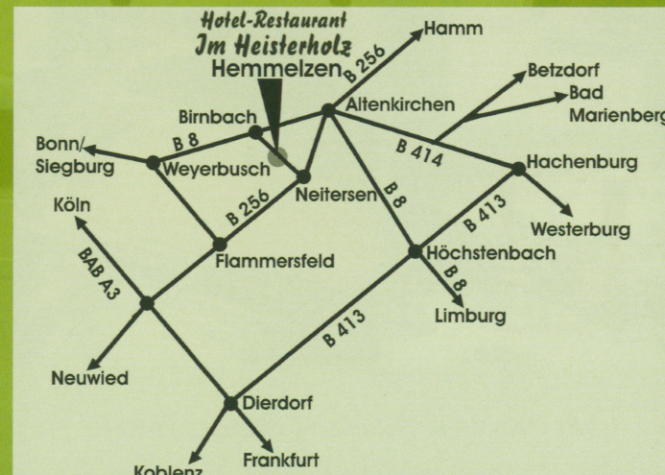 Hotel-Restaurant
Im Heisterholz
Hemmelzen
Hamm
B 256
Betzdorf
Bad
Marienberg
Birnbach
Altenkirchen
Bonn/
Siegburg
B 8
Weyerbusch
B 414
Hachenburg
Neitersen
Köln
B 256
B 8
B 413
Westerburg
BAB A3
Flammersfeld
Höchstenbach
B 8
Limburg
B 413
Neuwied
Dierdorf
Koblenz
Frankfurt